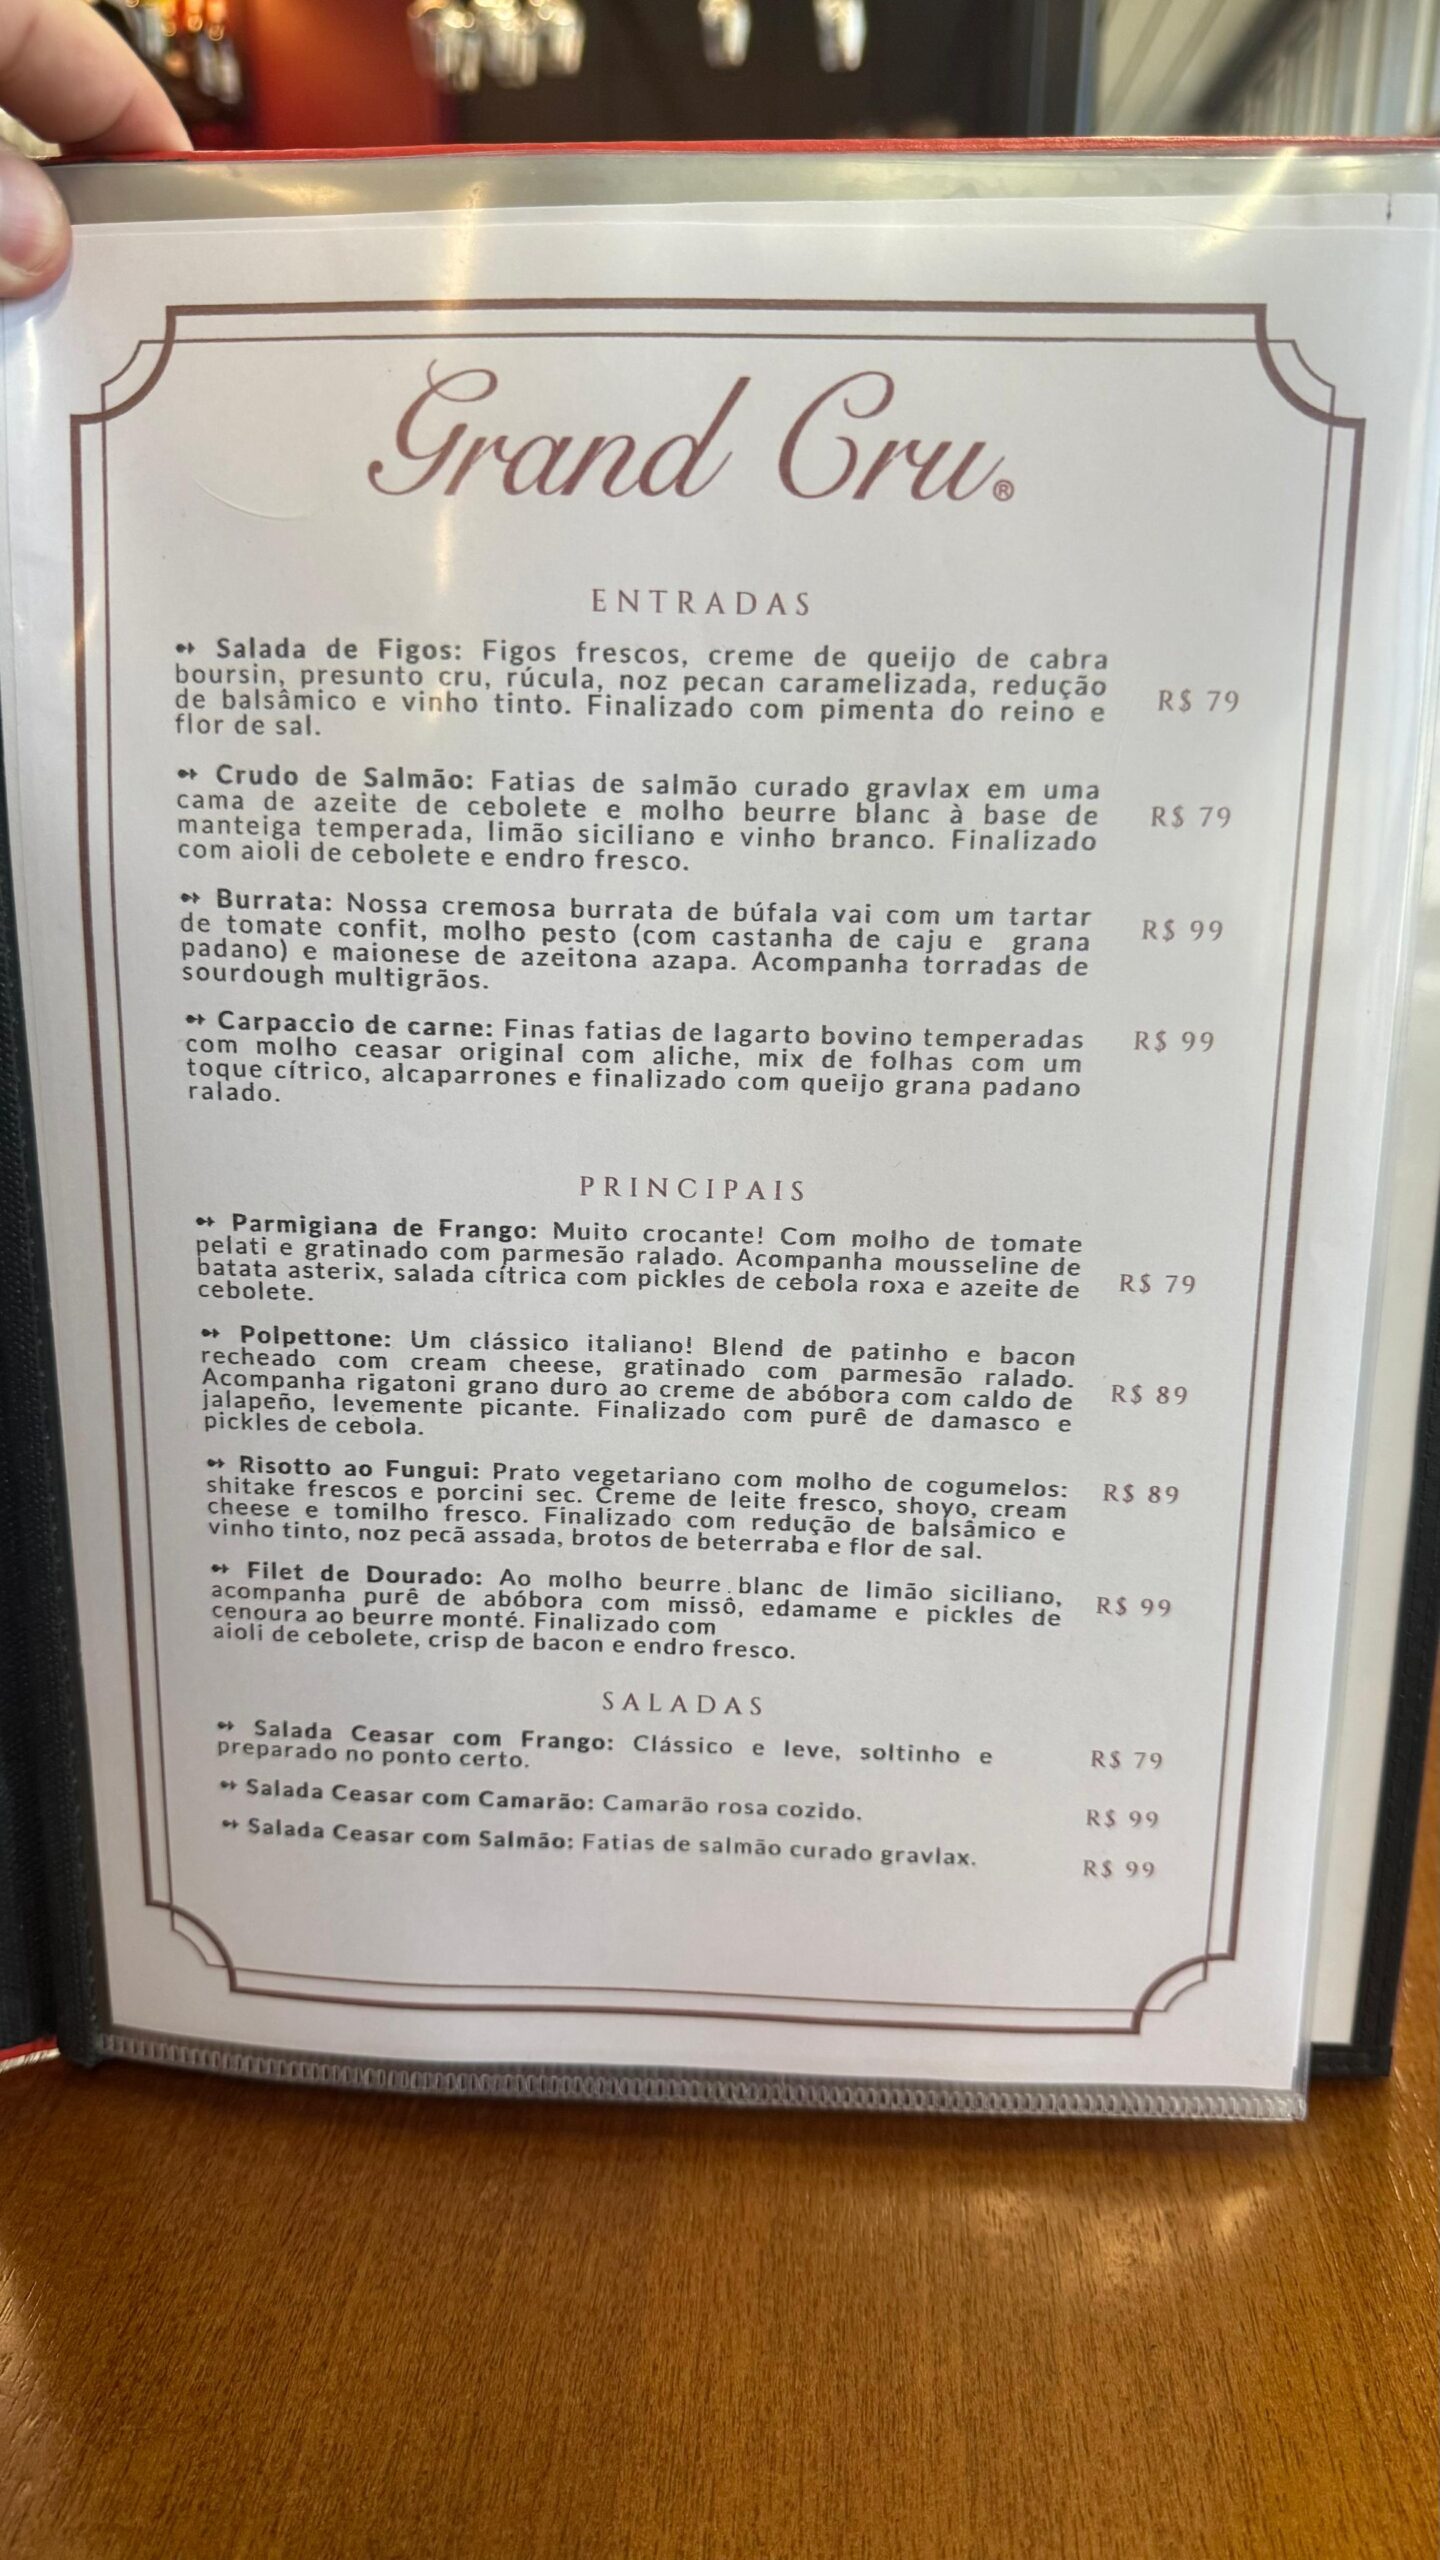 Grand Cru®
ENTRADAS
➻ Salada de Figos: Figos frescos, creme de queijo de cabra
boursin, presunto cru, rúcula, noz pecan caramelizada, redução
de balsâmico e vinho tinto. Finalizado com pimenta do reino e
flor de sal.
R$ 79
➻ Crudo de Salmão: Fatias de salmão curado gravlax em uma
cama de azeite de cebolete e molho beurre blanc à base de
manteiga temperada, limão siciliano e vinho branco. Finalizado
com aioli de cebolete e endro fresco.
R$ 79
➻ Burrata: Nossa cremosa burrata de búfala vai com um tartar
de tomate confit, molho pesto (com castanha de caju e grana
padano) e maionese de azeitona azapa. Acompanha torradas de
sourdough multigrãos.
R$ 99
➻ Carpaccio de carne: Finas fatias de lagarto bovino temperadas
com molho ceasar original com aliche, mix de folhas com um
toque cítrico, alcaparrones e finalizado com queijo grana padano
ralado.
R$ 99
PRINCIPAIS
➻ Parmigiana de Frango: Muito crocante! Com molho de tomate
pelati e gratinado com parmesão ralado. Acompanha mousseline de
batata asterix, salada cítrica com pickles de cebola roxa e azeite de
cebolete.
R$ 79
➻ Polpettone: Um clássico italiano! Blend de patinho e bacon
recheado com cream cheese, gratinado com parmesão ralado.
Acompanha rigatoni grano duro ao creme de abóbora com caldo de
jalapeño, levemente picante. Finalizado com purê de damasco e
pickles de cebola.
R$ 89
➻ Risotto ao Fungui: Prato vegetariano com molho de cogumelos:
shitake frescos e porcini sec. Creme de leite fresco, shoyo, cream
cheese e tomilho fresco. Finalizado com redução de balsâmico e
vinho tinto, noz pecã assada, brotos de beterraba e flor de sal.
R$ 89
➻ Filet de Dourado: Ao molho beurre blanc de limão siciliano,
acompanha purê de abóbora com missô, edamame e pickles de
cenoura ao beurre monté. Finalizado com
aioli de cebolete, crisp de bacon e endro fresco.
R$ 99
SALADAS
➻ Salada Ceasar com Frango: Clássico e leve, soltinho e
preparado no ponto certo.
R$ 79
➻ Salada Ceasar com Camarão: Camarão rosa cozido.
R$ 99
➻ Salada Ceasar com Salmão: Fatias de salmão curado gravlax.
R$ 99